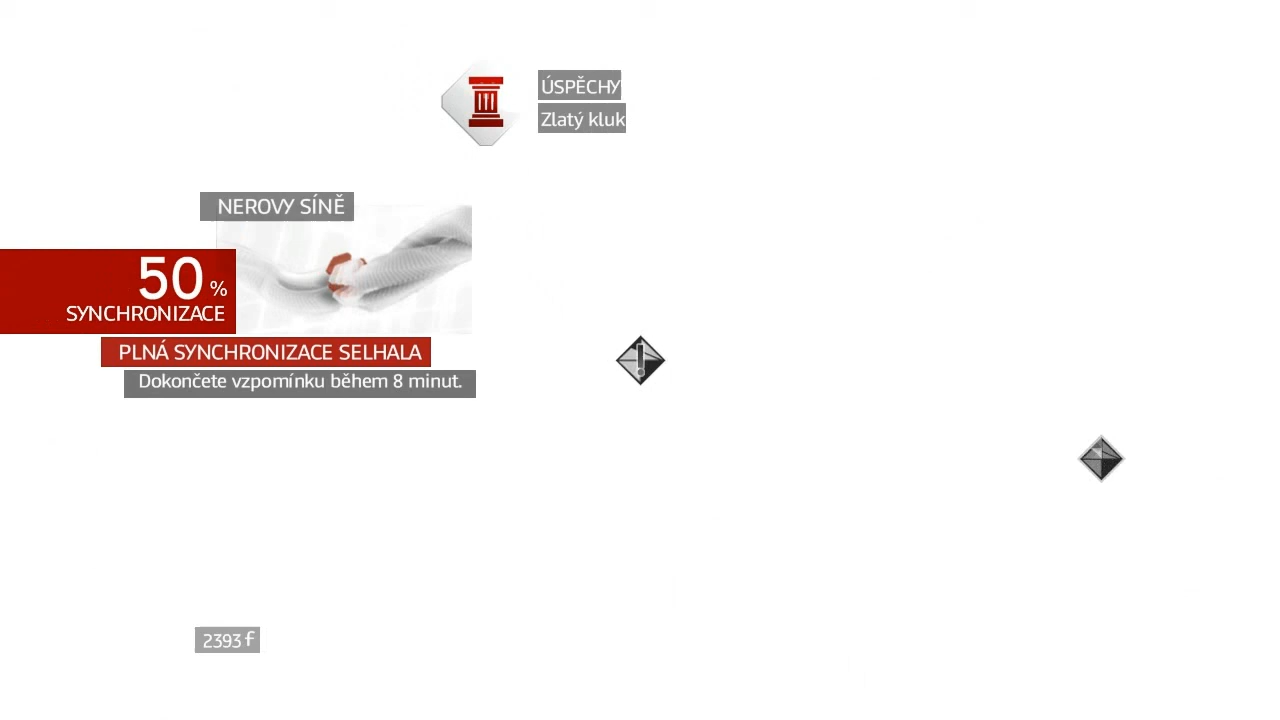 ÚSPĚCHY
Zlatý kluk
NEROVY SÍNĚ
50 %
SYNCHRONIZACE
PLNÁ SYNCHRONIZACE SELHALA
Dokončete vzpomínku během 8 minut.
2393 f